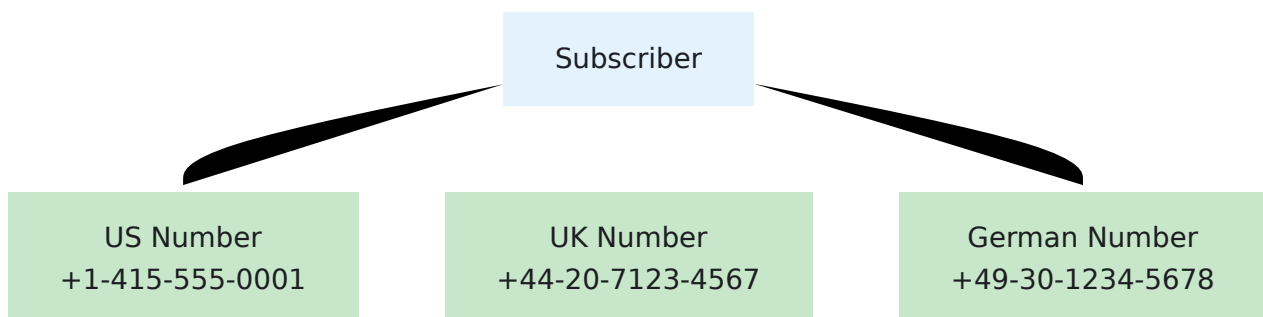 Subscriber
US Number
+1-415-555-0001
UK Number
+44-20-7123-4567
German Number
+49-30-1234-5678